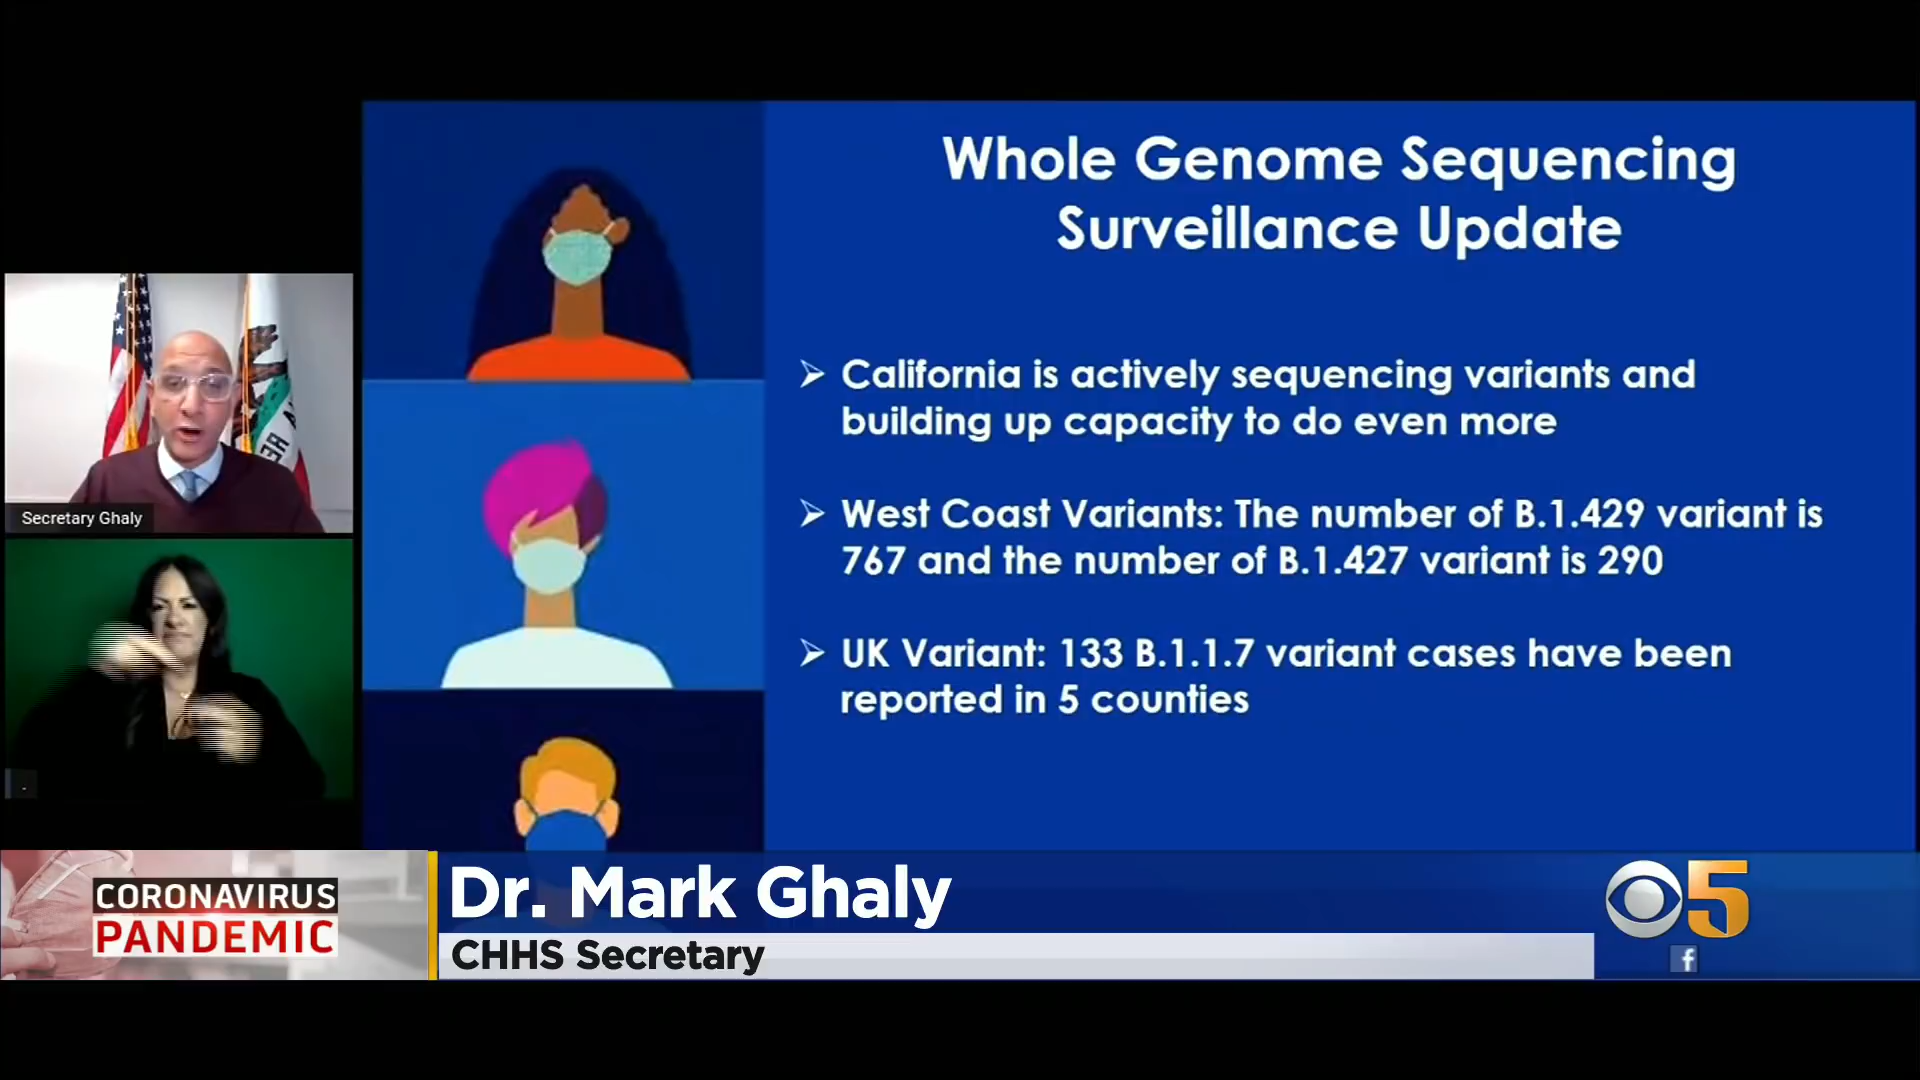 Whole Genome Sequencing
Surveillance Update
➢ California is actively sequencing variants and
building up capacity to do even more
➢ West Coast Variants: The number of B.1.429 variant is
767 and the number of B.1.427 variant is 290
➢ UK Variant: 133 B.1.1.7 variant cases have been
reported in 5 counties
Secretary Ghaly
CORONAVIRUS
PANDEMIC
Dr. Mark Ghaly
CHHS Secretary
5
f